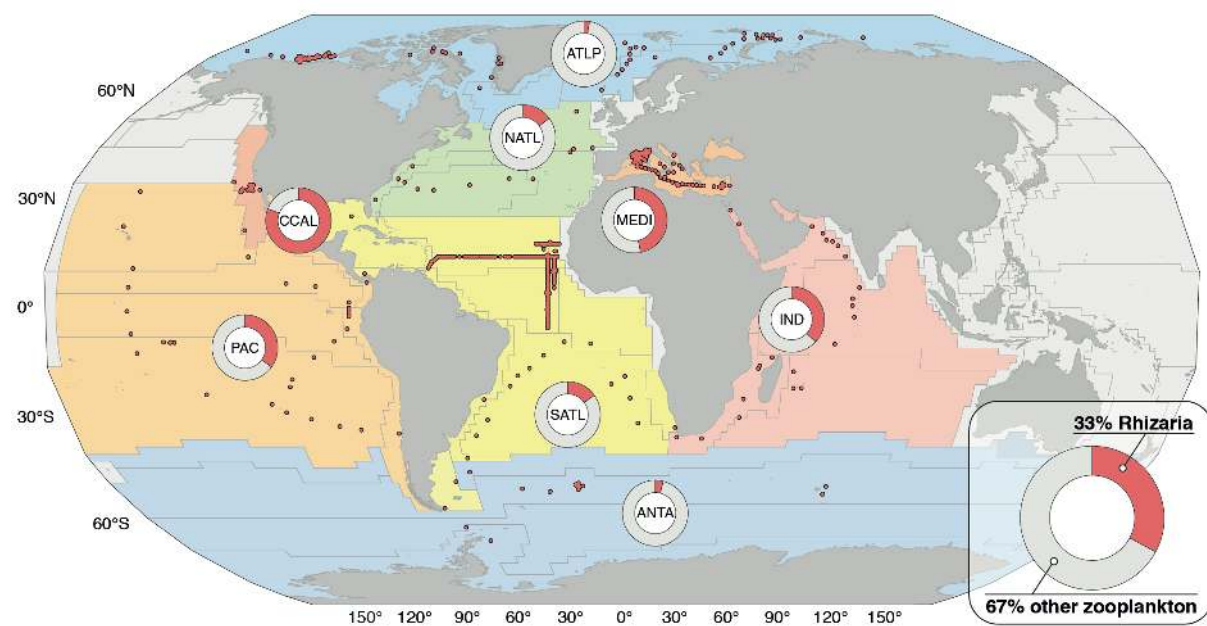 ATLP
60°N
NATL
30°N
CCAL
MEDI
0°
IND
PAC
30°S
SATL
33% Rhizaria
60°S
ANTA
67% other zooplankton
150° 120° 90° 60° 30° 0° 30° 60° 90° 120° 150°